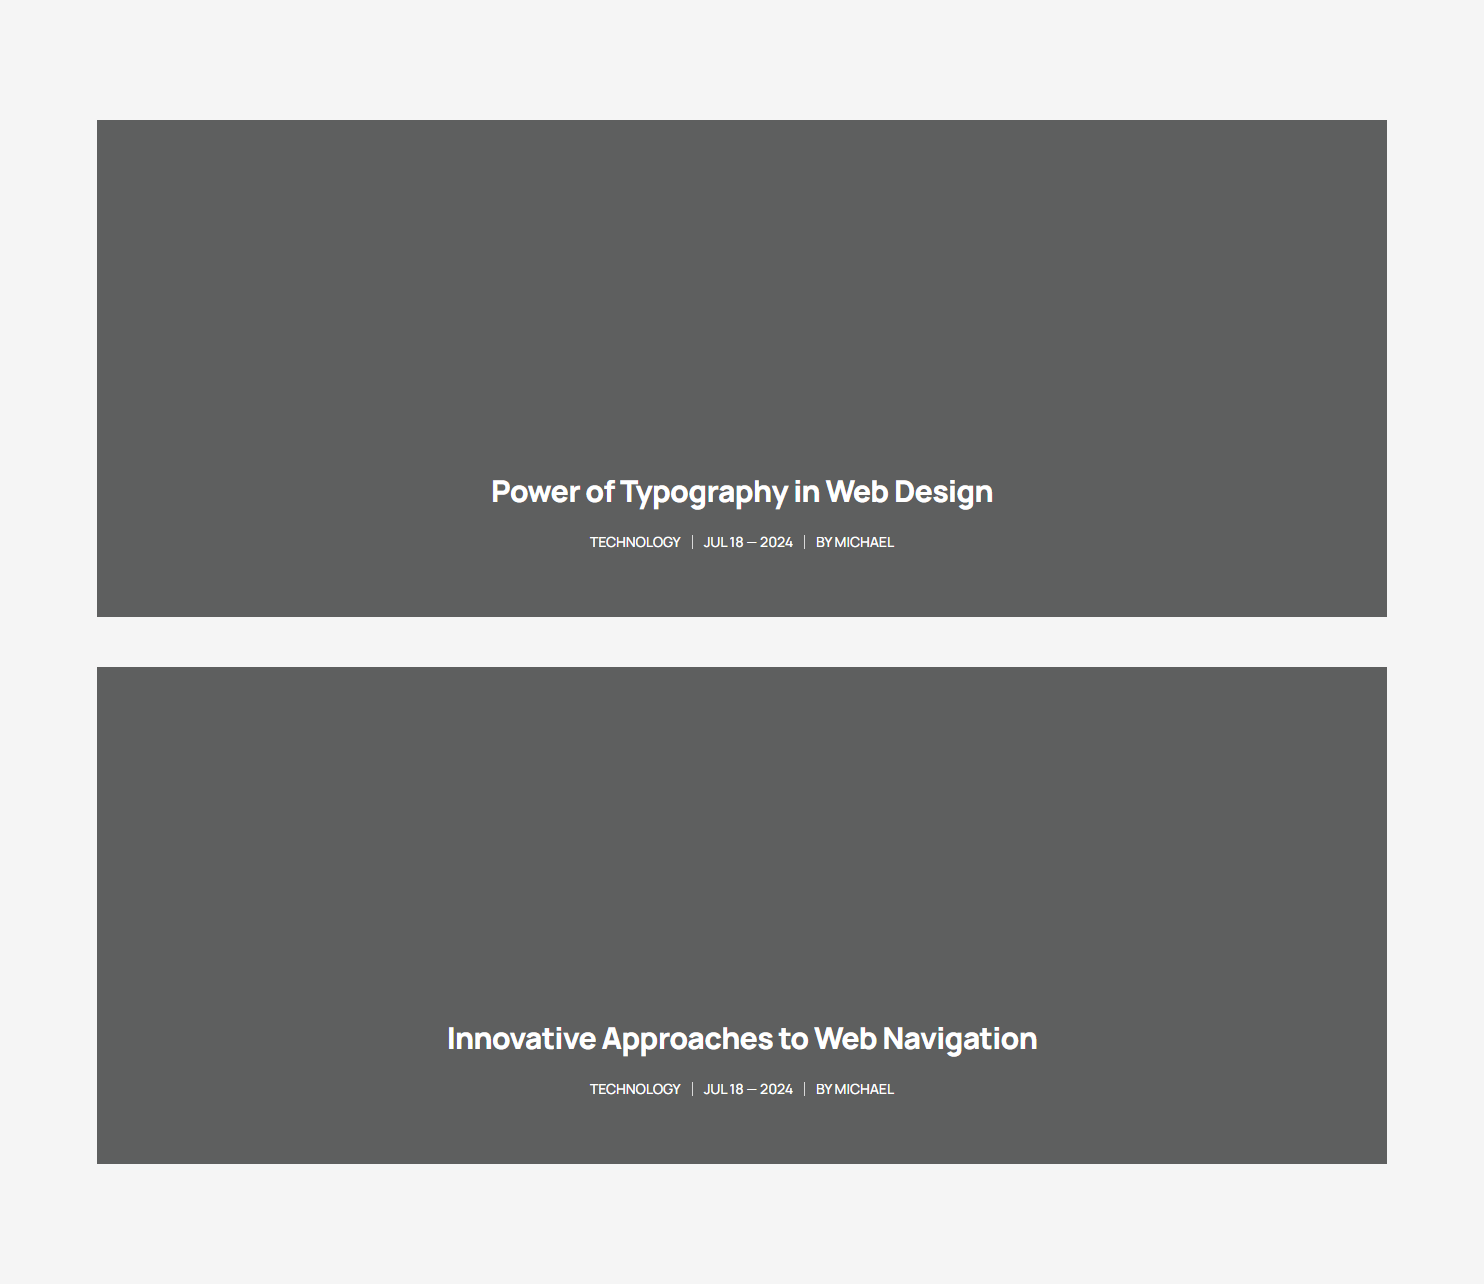 Power of Typography in Web Design
TECHNOLOGY | JUL 18 — 2024 | BY MICHAEL
Innovative Approaches to Web Navigation
TECHNOLOGY | JUL 18 — 2024 | BY MICHAEL